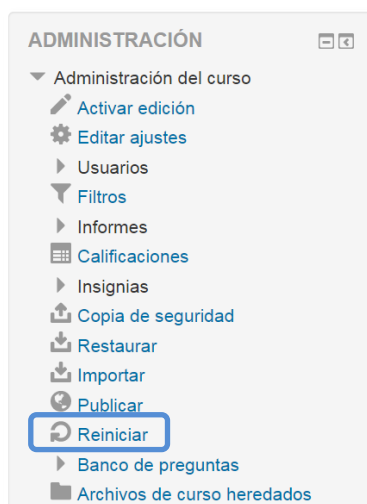 ADMINISTRACIÓN
Administración del curso
Activar edición
Editar ajustes
Usuarios
Filtros
Informes
Calificaciones
Insignias
Copia de seguridad
Restaurar
Importar
Publicar
Reiniciar
Banco de preguntas
Archivos de curso heredados